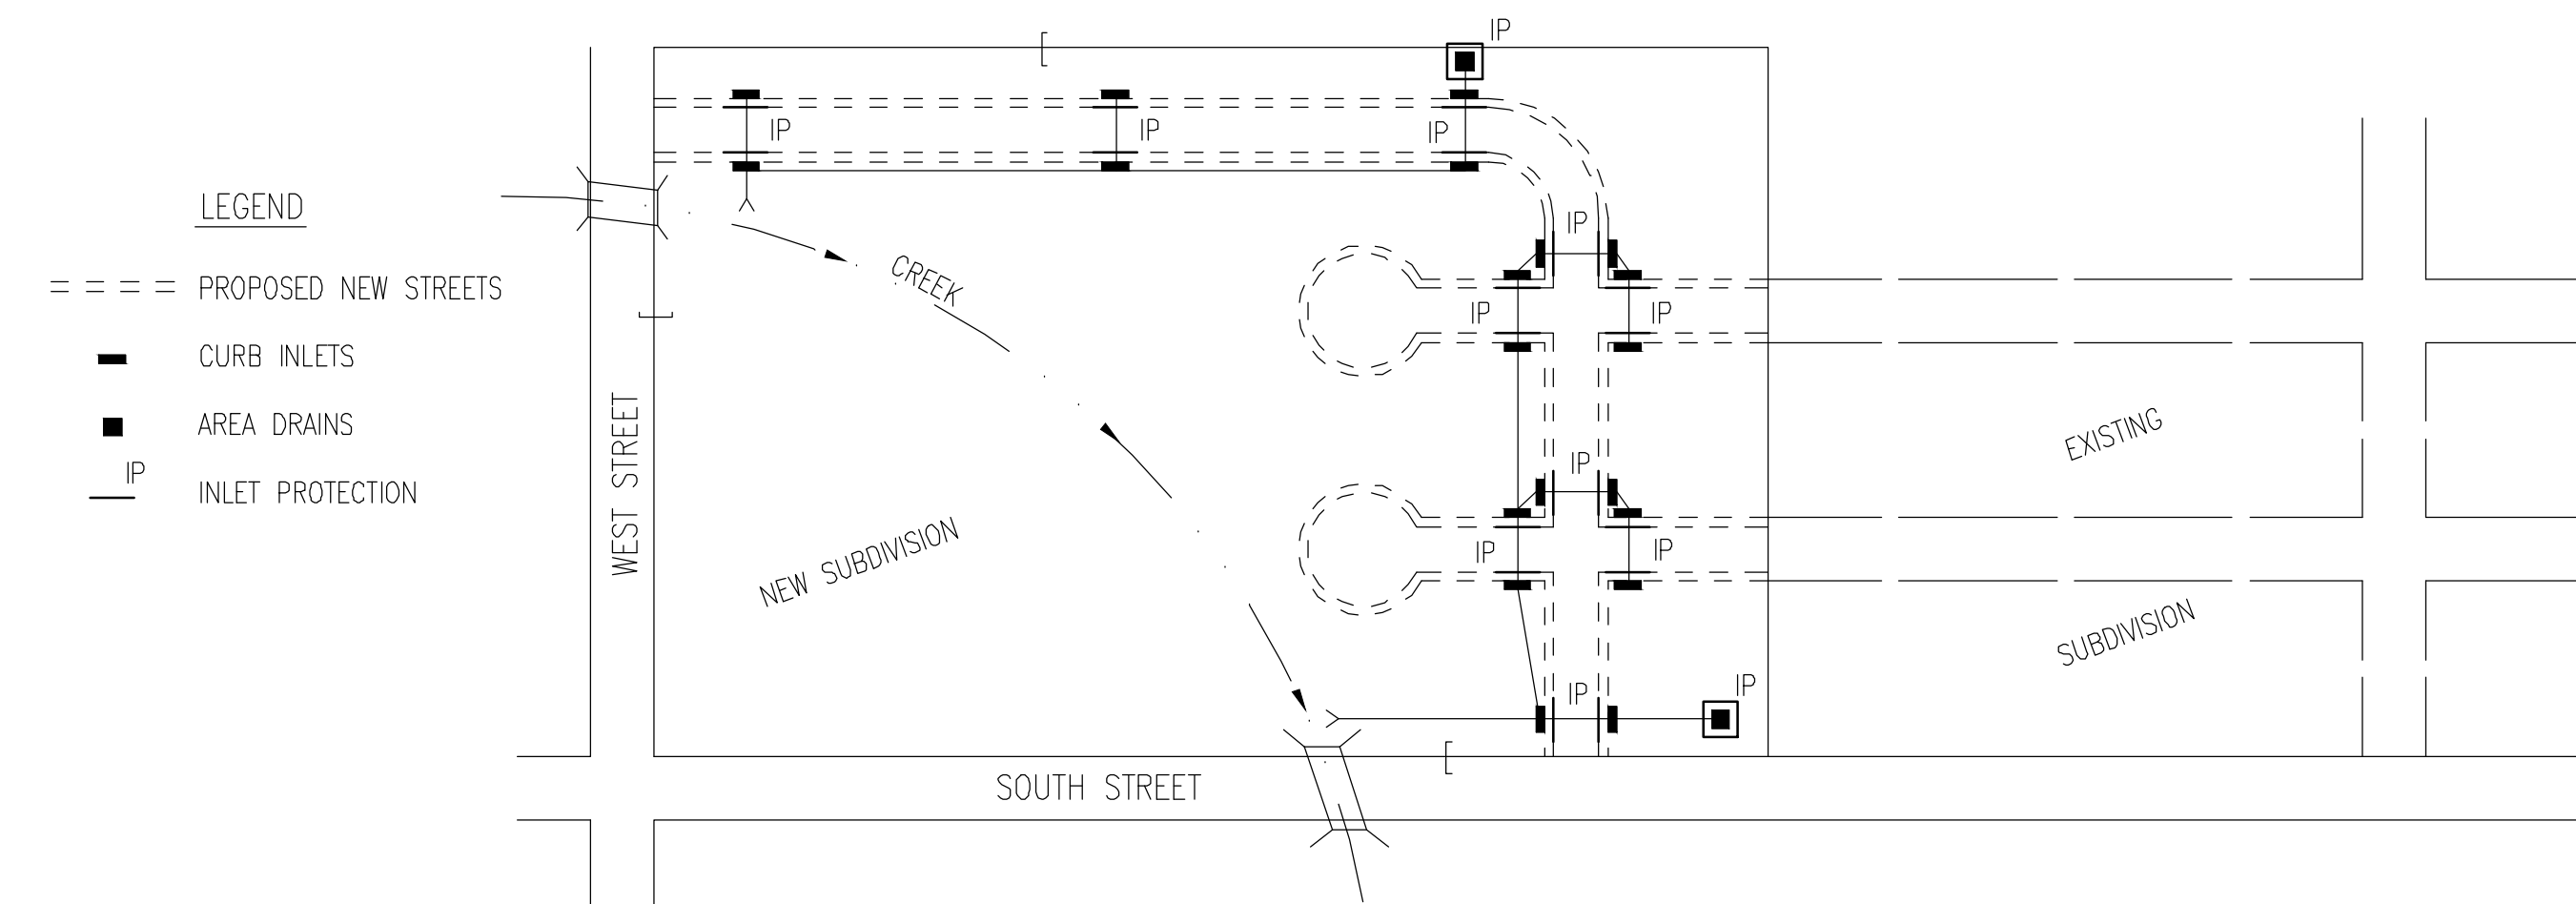 IP
IP
IP
IP
LEGEND
IP
PROPOSED NEW STREETS
CREEK
IP
IP
CURB INLETS
WEST STREET
AREA DRAINS
EXISTING
IP
IP
INLET PROTECTION
NEW SUBDIVISION
IP
IP
SUBDIVISION
IP
IP
SOUTH STREET